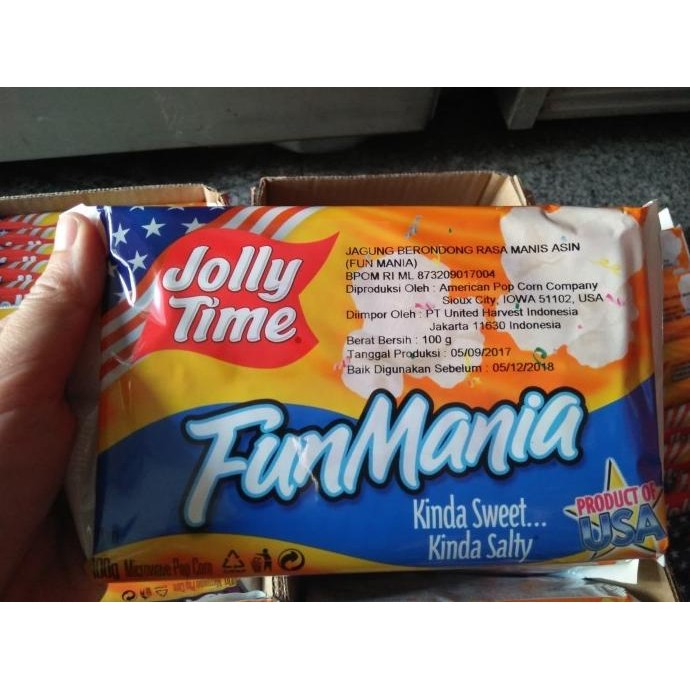 Jolly
Time®
JAGUNG BERONDONG RASA MANIS ASIN
(FUN MANIA)
BPOM RI ML 873209017004
Diproduksi Oleh : American Pop Corn Company
Sioux City, IOWA 51102, USA
Diimpor Oleh : PT United Harvest Indonesia
Jakarta 11630 Indonesia
Berat Bersih : 100 g
Tanggal Produksi : 05/09/2017
Baik Digunakan Sebelum : 05/12/2018
FunMania
Kinda Sweet...
Kinda Salty
PRODUCT OF
USA
100g Microwave Pop Corn